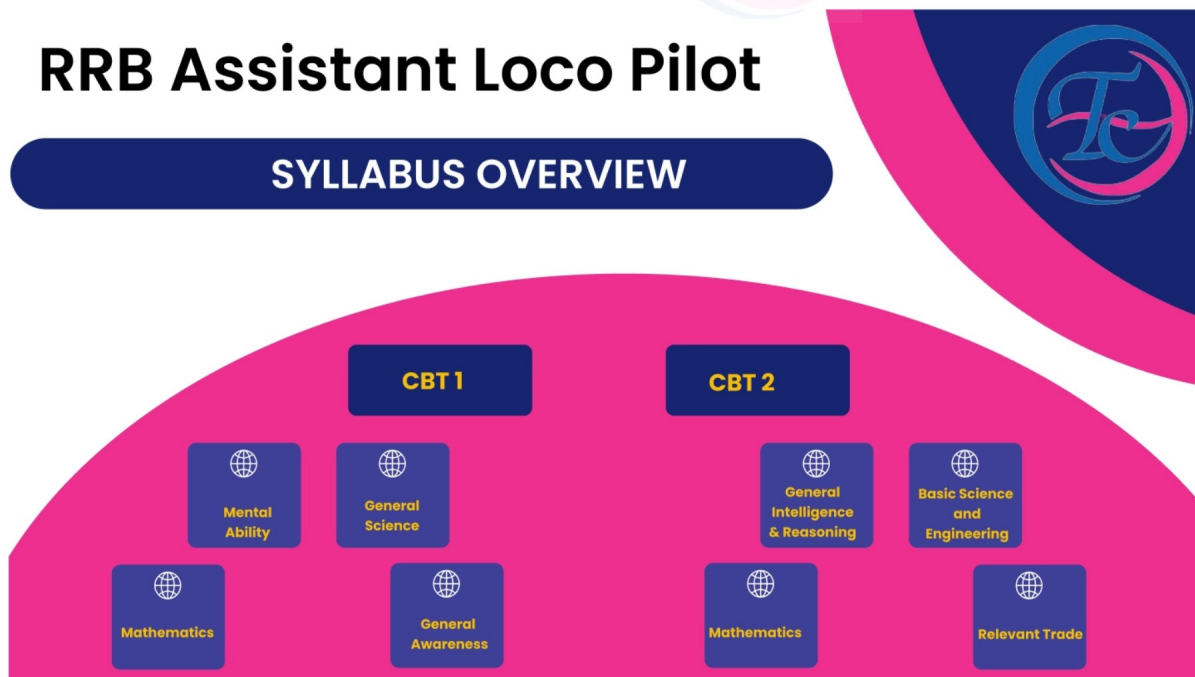 RRB Assistant Loco Pilot
Tc
SYLLABUS OVERVIEW
CBT 1
CBT 2
Mental
Ability
General
Science
General
Intelligence
& Reasoning
Basic Science
and
Engineering
Mathematics
General
Awareness
Mathematics
Relevant Trade